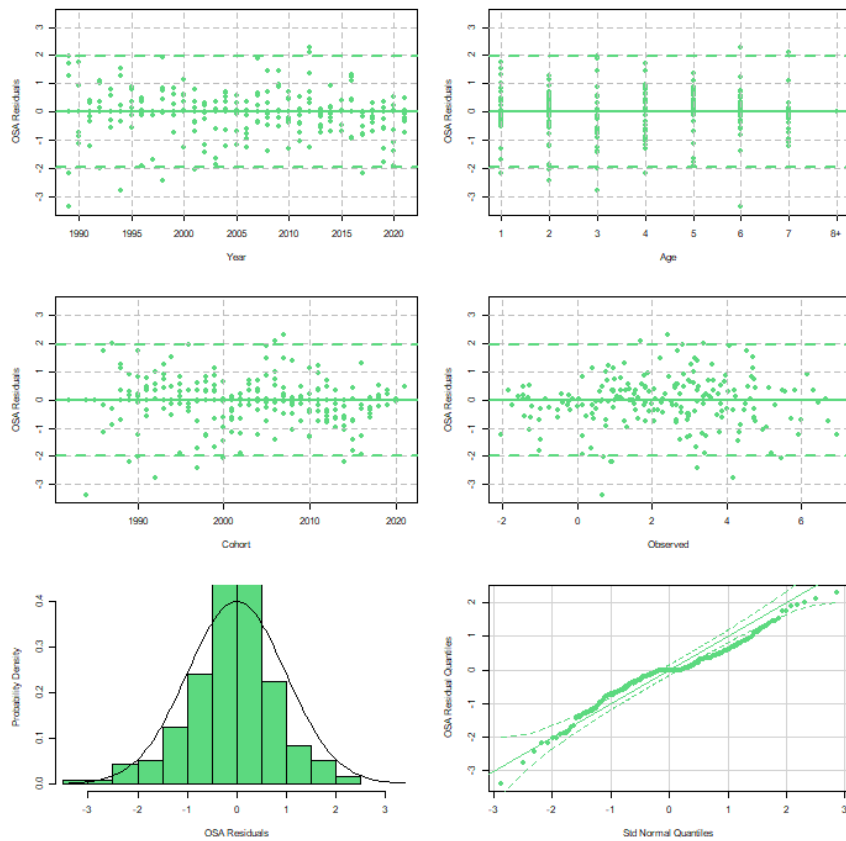 OSA Residuals
3
2
1
0
-1
-2
-3
1990 1995 2000 2005 2010 2015 2020
Year
OSA Residuals
3
2
1
0
-1
-2
-3
1 2 3 4 5 6 7 8+
Age
OSA Residuals
3
2
1
0
-1
-2
-3
1990 2000 2010 2020
Cohort
OSA Residuals
3
2
1
0
-1
-2
-3
-2 0 2 4 6
Observed
Probability Density
0.4
0.3
0.2
0.1
0.0
-3 -2 -1 0 1 2 3
OSA Residuals
OSA Residual Quantiles
2
1
0
-1
-2
-3
-3 -2 -1 0 1 2 3
Std Normal Quantiles